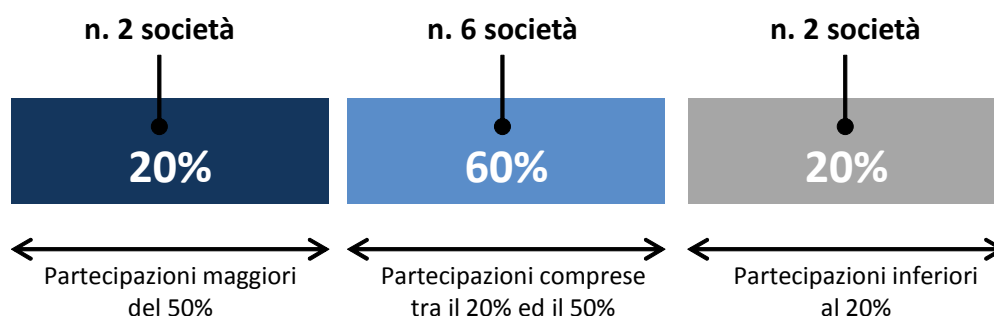 n. 2 società
n. 6 società
n. 2 società
20%
60%
20%
Partecipazioni maggiori
del 50%
Partecipazioni comprese
tra il 20% ed il 50%
Partecipazioni inferiori
al 20%